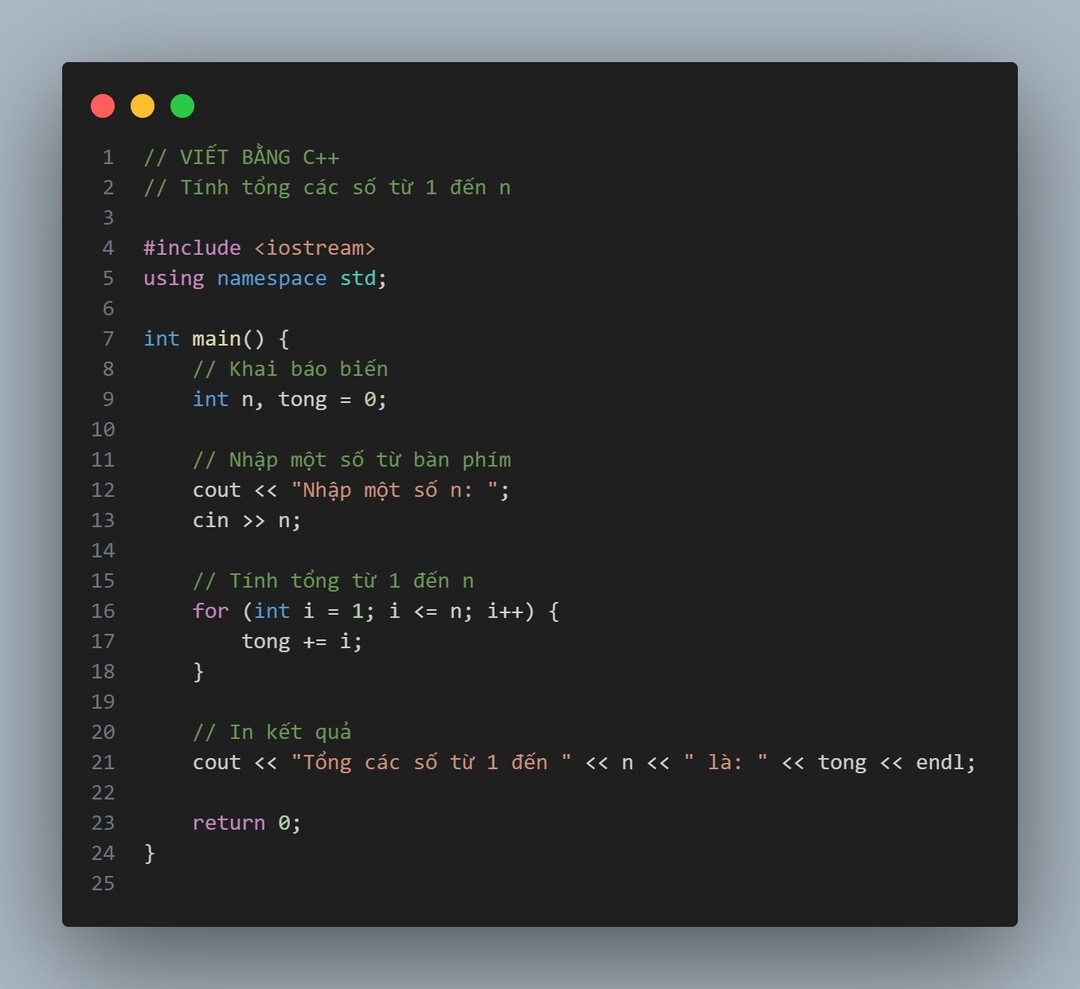 1 // VIẾT BẰNG C++
2 // Tính tổng các số từ 1 đến n
3
4 #include <iostream>
5 using namespace std;
6
7 int main() {
8     // Khai báo biến
9     int n, tong = 0;
10
11     // Nhập một số từ bàn phím
12     cout << "Nhập một số n: ";
13     cin >> n;
14
15     // Tính tổng từ 1 đến n
16     for (int i = 1; i <= n; i++) {
17         tong += i;
18     }
19
20     // In kết quả
21     cout << "Tổng các số từ 1 đến " << n << " là: " << tong << endl;
22
23     return 0;
24 }
25